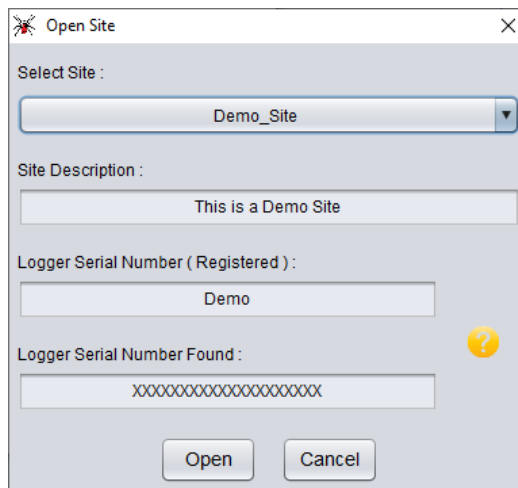 Open Site
Select Site :
Demo_Site
Site Description :
This is a Demo Site
Logger Serial Number ( Registered ) :
Demo
Logger Serial Number Found :
XXXXXXXXXXXXXXXXXXXX
?
Open Cancel